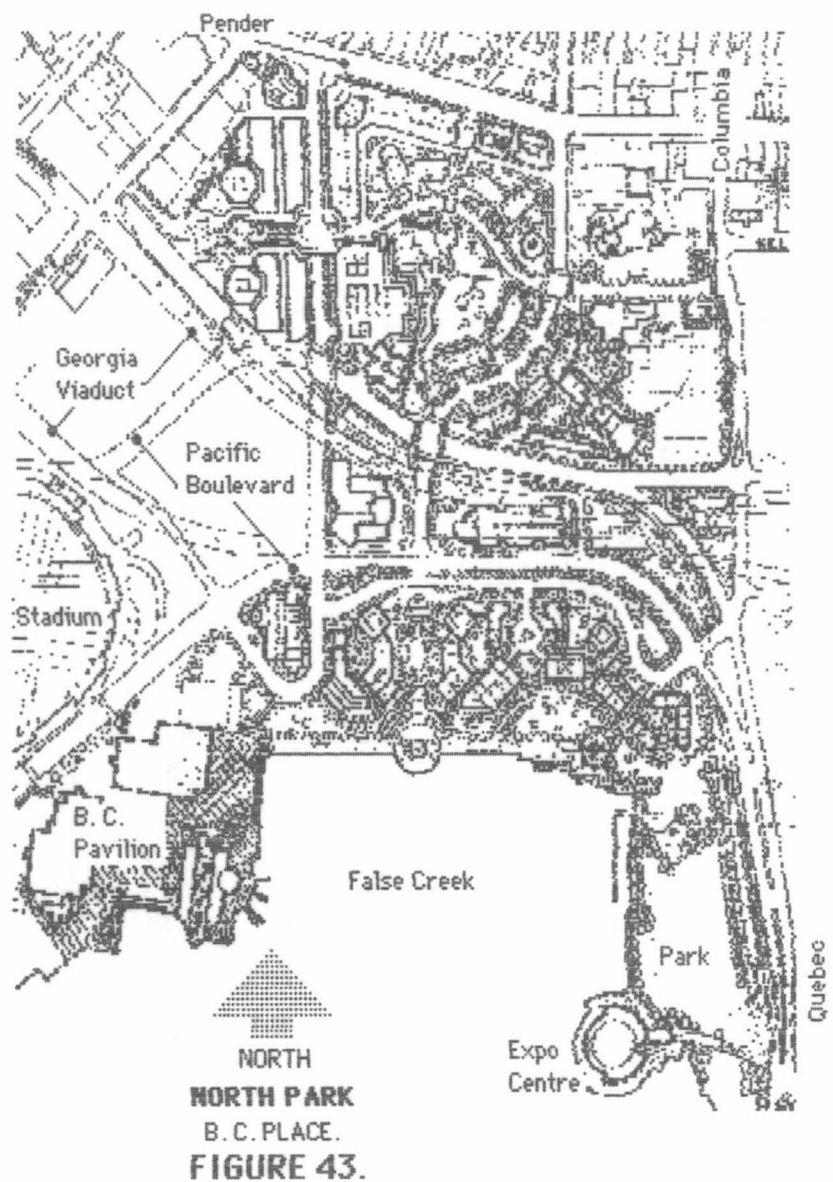 Pender
Columbia
Georgia
Viaduct
Pacific
Boulevard
Stadium
B. C.
Pavilion
False Creek
Park
Quebec
Expo
Centre
NORTH
NORTH PARK
B. C. PLACE.
FIGURE 43.